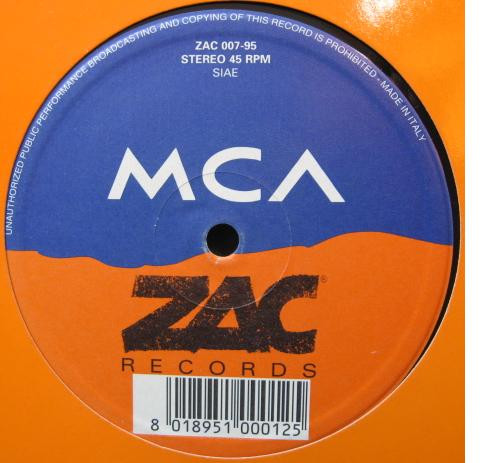 UNAUTHORIZED PUBLIC PERFORMANCE BROADCASTING AND COPYING OF THIS RECORD IS PROHIBITED - MADE IN ITALY
ZAC 007-95
STEREO 45 RPM
SIAE
MCΛ
ZAC®
RECORDS
8 018951 000125